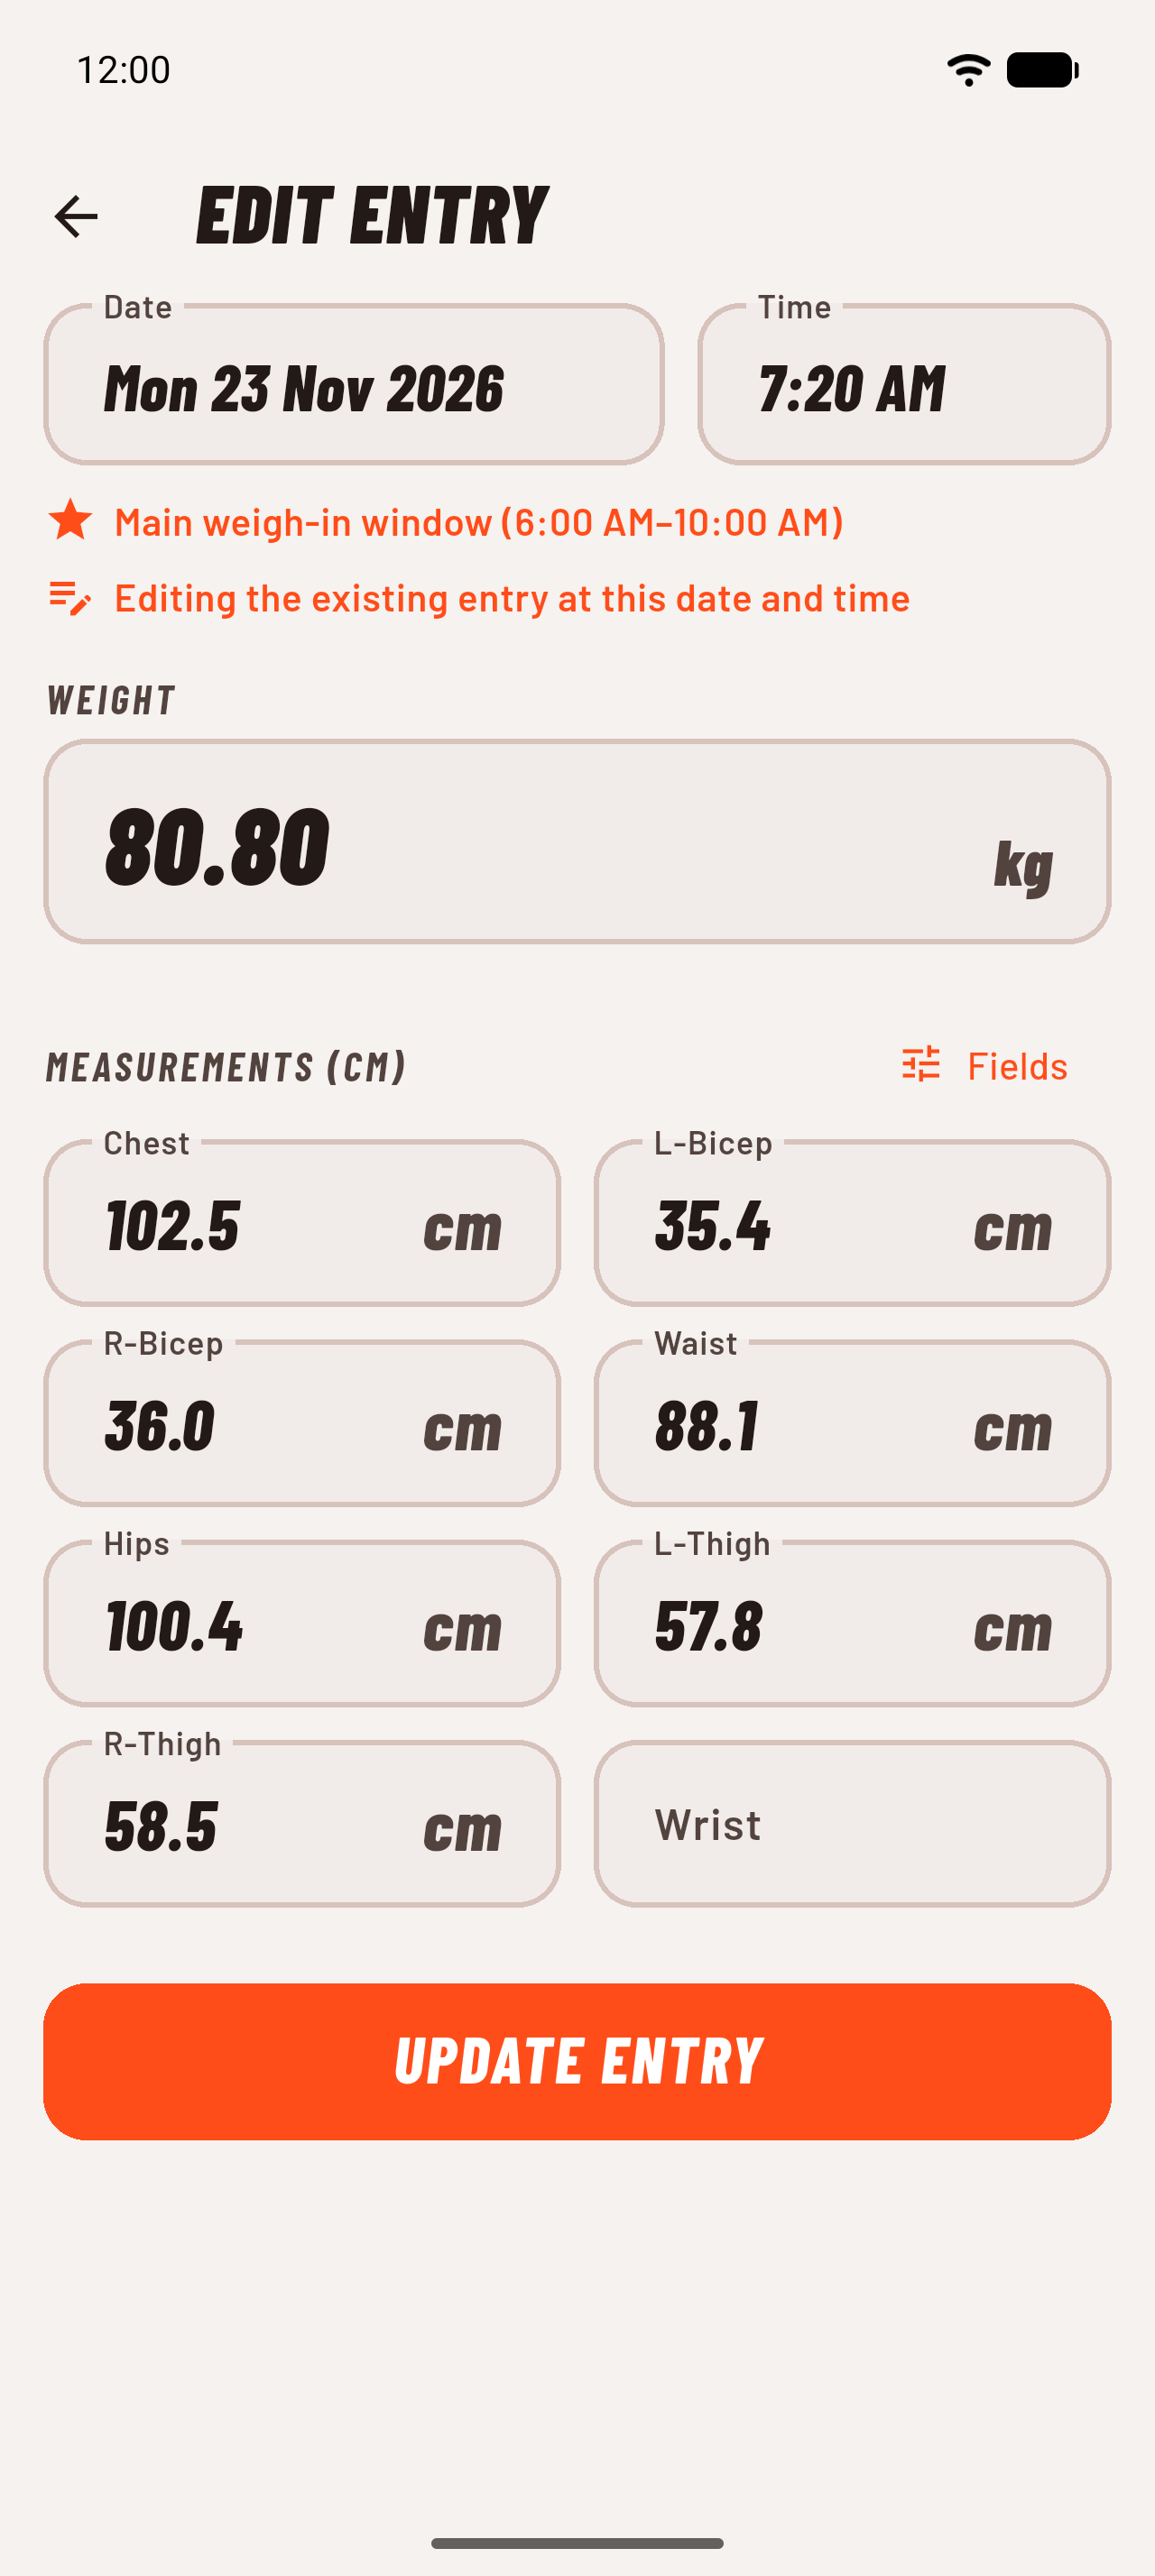 12:00
EDIT ENTRY
Date
Time
Mon 23 Nov 2026
7:20 AM
Main weigh-in window (6:00 AM–10:00 AM)
Editing the existing entry at this date and time
WEIGHT
80.80
kg
MEASUREMENTS (CM)
Fields
Chest
L-Bicep
102.5 cm
35.4 cm
R-Bicep
Waist
36.0 cm
88.1 cm
Hips
L-Thigh
100.4 cm
57.8 cm
R-Thigh
58.5 cm
Wrist
UPDATE ENTRY